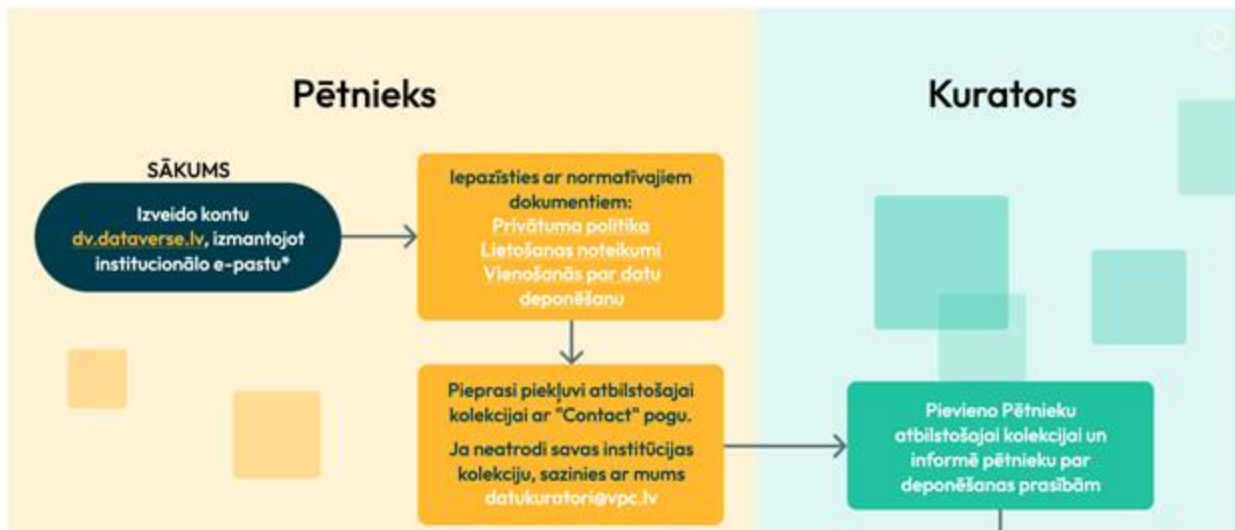 Pētnieks
Kurators
SĀKUMS
Izveido kontu
dv.dataverse.lv, izmantojot
institucionālo e-pastu*
Iepazīsties ar normatīvajiem
dokumentiem:
Privātuma politika
Lietošanas noteikumi
Vienošanās par datu
deponēšanu
Pieprasi piekļuvi atbilstošajai
kolekcijai ar "Contact" pogu.
Ja neatrodi savas institūcijas
kolekciju, sazinies ar mums
datukuratori@vpc.lv
Pievieno Pētnieku
atbilstošajai kolekcijai un
informē pētnieku par
deponēšanas prasībām